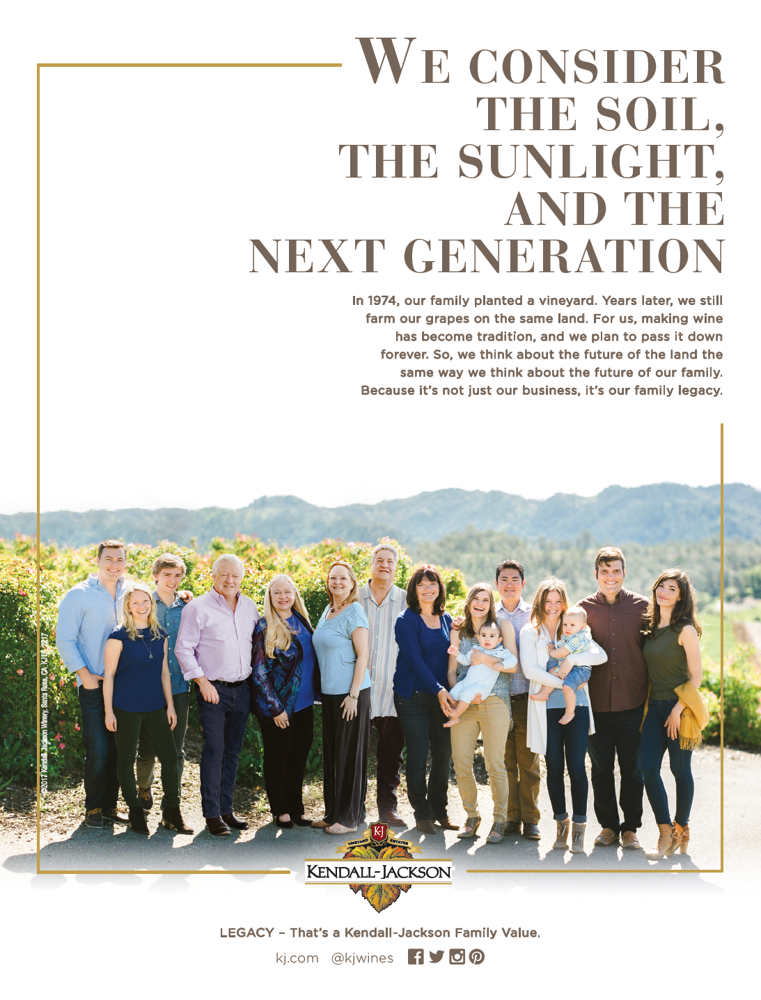 WE CONSIDER
THE SOIL,
THE SUNLIGHT,
AND THE
NEXT GENERATION
In 1974, our family planted a vineyard. Years later, we still
farm our grapes on the same land. For us, making wine
has become tradition, and we plan to pass it down
forever. So, we think about the future of the land the
same way we think about the future of our family.
Because it's not just our business, it's our family legacy.
©2017 Kendall-Jackson Winery, Santa Rosa, CA
K-J
VINEYARD ESTATES
KENDALL-JACKSON
LEGACY – That's a Kendall-Jackson Family Value.
kj.com @kjwines